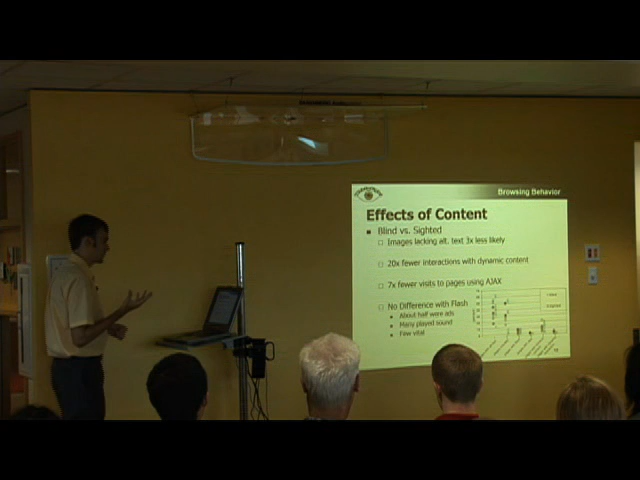 Browsing Behavior
Effects of Content
Blind vs. Sighted
Images lacking alt. text 3x less likely
20x fewer interactions with dynamic content
7x fewer visits to pages using AJAX
No Difference with Flash
About half were ads
Many played sound
Few vital